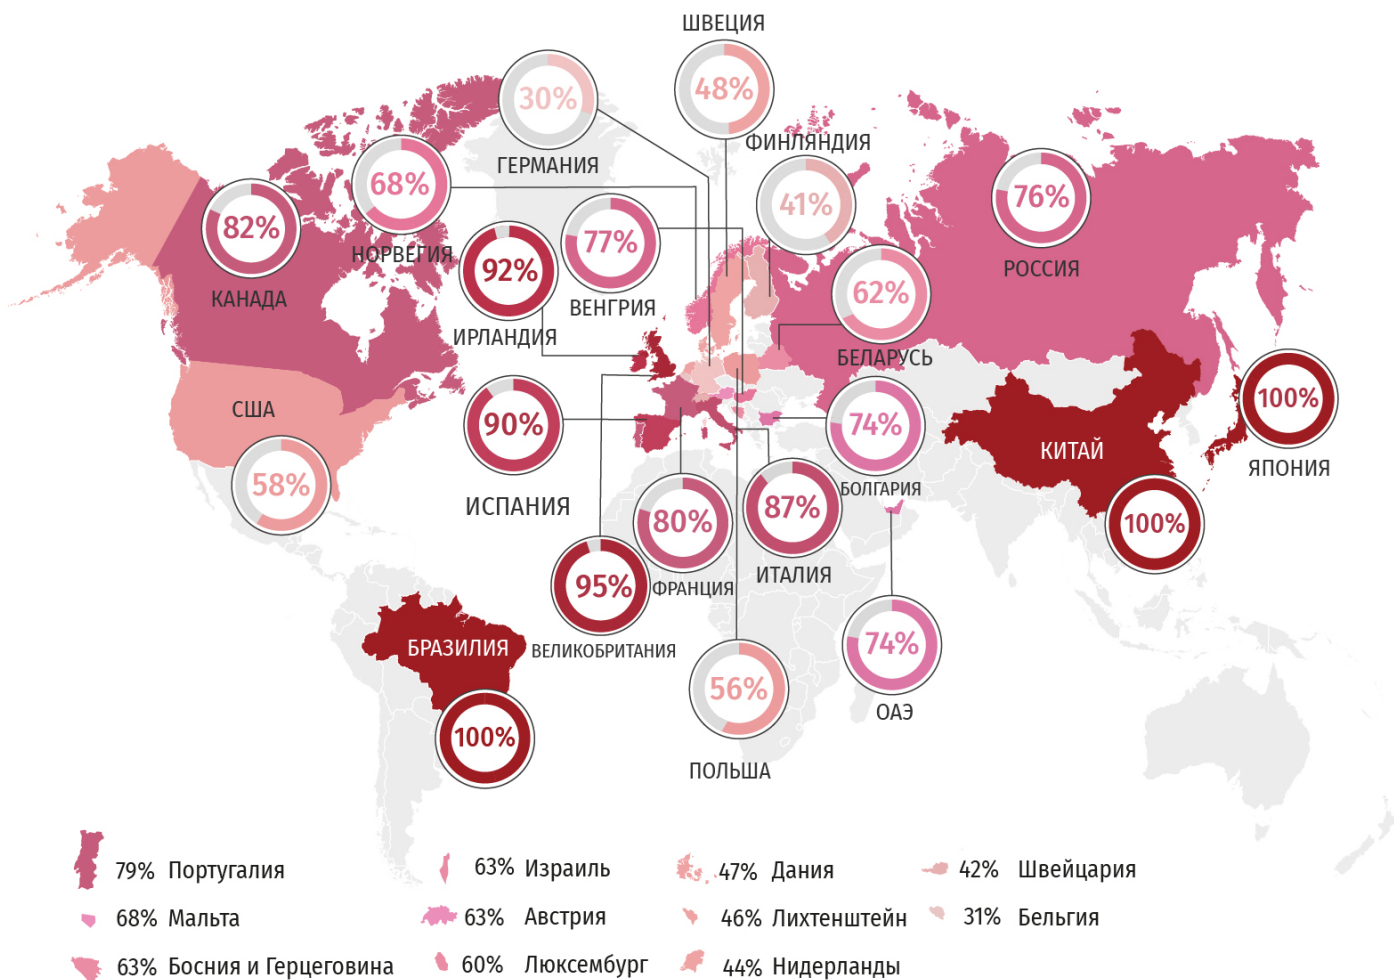 ШВЕЦИЯ
48%
30%
ГЕРМАНИЯ
ФИНЛЯНДИЯ
41%
68%
НОРВЕГИЯ
82%
КАНАДА
92%
ИРЛАНДИЯ
77%
ВЕНГРИЯ
76%
РОССИЯ
62%
БЕЛАРУСЬ
США
58%
90%
ИСПАНИЯ
74%
БОЛГАРИЯ
100%
ЯПОНИЯ
КИТАЙ
100%
80%
ФРАНЦИЯ
87%
ИТАЛИЯ
95%
ВЕЛИКОБРИТАНИЯ
БРАЗИЛИЯ
100%
56%
ПОЛЬША
74%
ОАЭ
79% Португалия
63% Израиль
47% Дания
42% Швейцария
68% Мальта
63% Австрия
46% Лихтенштейн
31% Бельгия
63% Босния и Герцеговина
60% Люксембург
44% Нидерланды